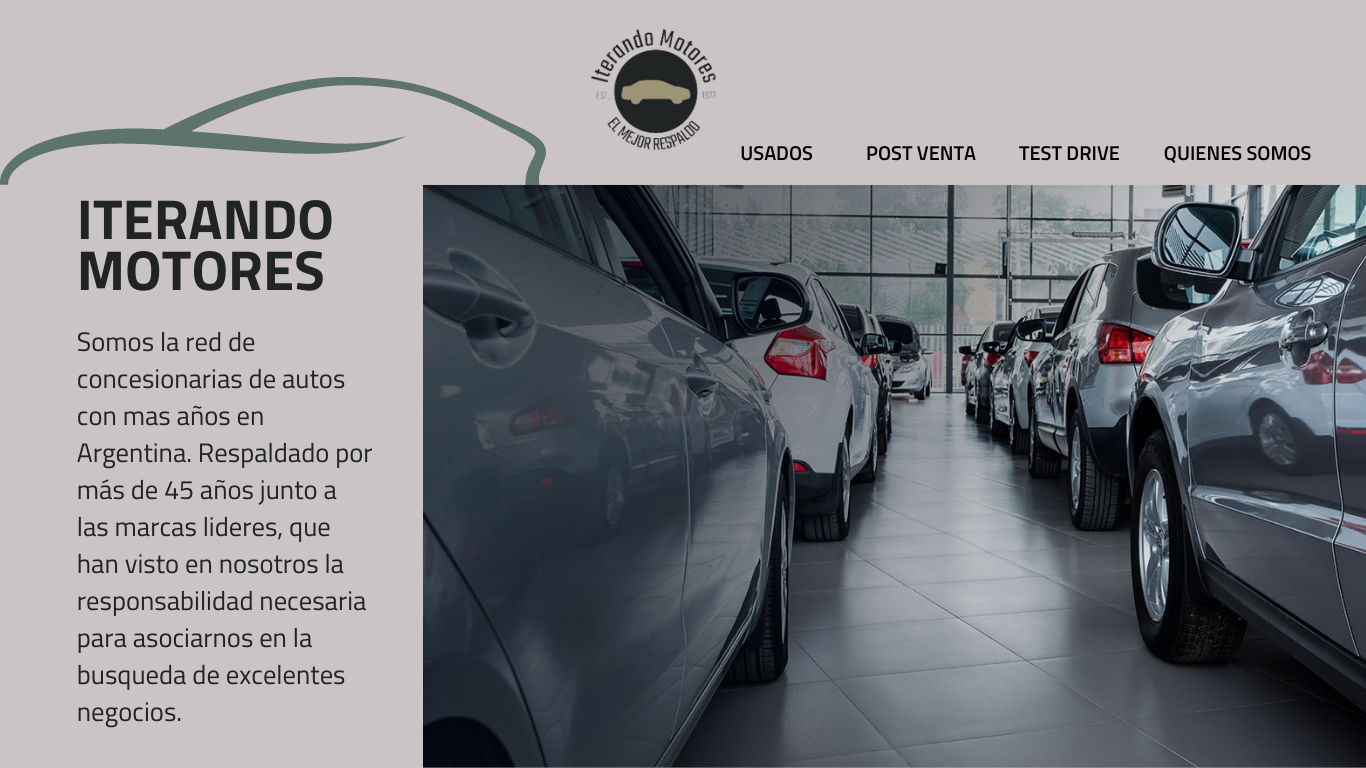 Iterando Motores
EST. 1977
EL MEJOR RESPALDO
USADOS POST VENTA TEST DRIVE QUIENES SOMOS
ITERANDO
MOTORES
Somos la red de
concesionarias de autos
con mas años en
Argentina. Respaldado por
más de 45 años junto a
las marcas lideres, que
han visto en nosotros la
responsabilidad necesaria
para asociarnos en la
busqueda de excelentes
negocios.